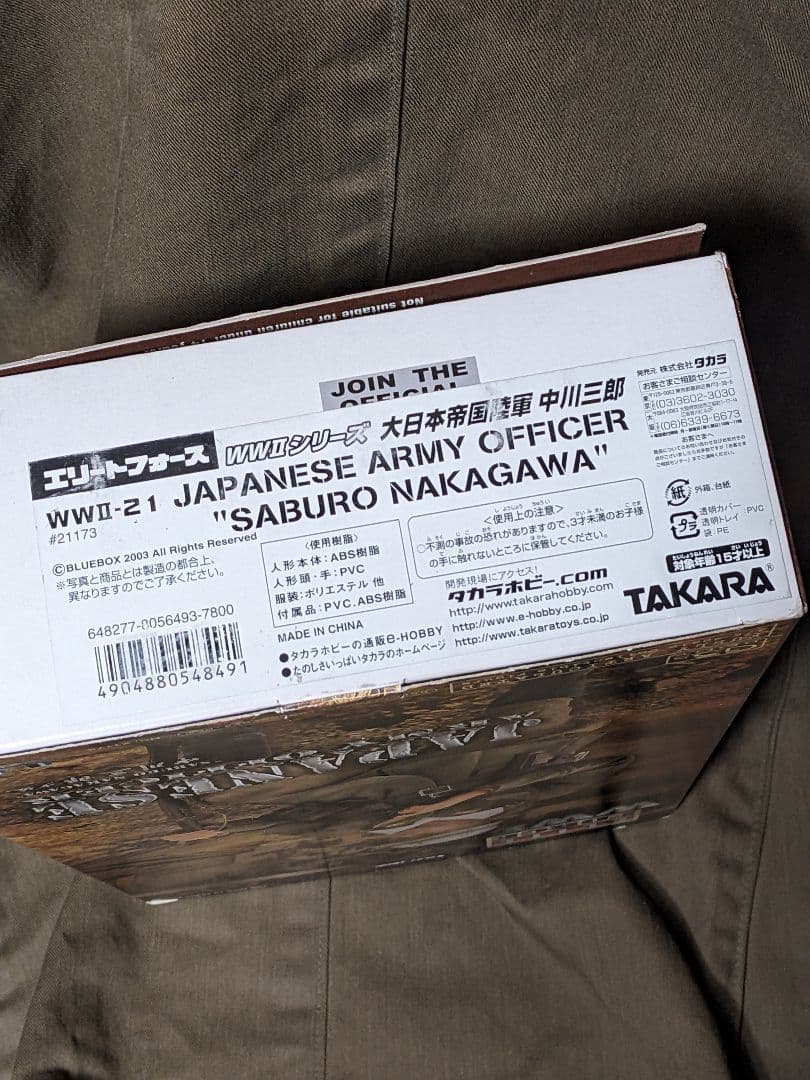 Not suitable for children under 14 years
JOIN THE
OFFICIAL
エリートフォース WWIIシリーズ 大日本帝国陸軍 中川三郎
WWII-21 JAPANESE ARMY OFFICER
#21173 "SABURO NAKAGAWA"
©BLUEBOX 2003 All Rights Reserved
※写真と商品とは製造の都合上、
異なりますのでご了承ください。
648277-8056493-7800
4904880548491
〈使用樹脂〉
人形本体:ABS樹脂
人形頭・手:PVC
服装:ポリエステル 他
付属品:PVC.ABS樹脂
MADE IN CHINA
●タカラホビーの通販e-HOBBY
●たのしさいっぱいタカラのホームページ
〈使用上の注意〉
○不測の事故の恐れがありますので、3才未満のお子様
の手に触れないところに保管してください。
開発現場にアクセス!
タカラホビー.com
http://www.takarahobby.com
http://www.e-hobby.co.jp
http://www.takaratoys.co.jp
発売元 株式会社タカラ
お客さまご相談センター
東京
(03)3602-3030
大阪
(06)6339-6673
お客さまへ
紙 外箱、台紙
プラ 透明カバー
透明トレイ:PVC
袋:PE
対象年齢15才以上
TAKARA®
JAPANESE